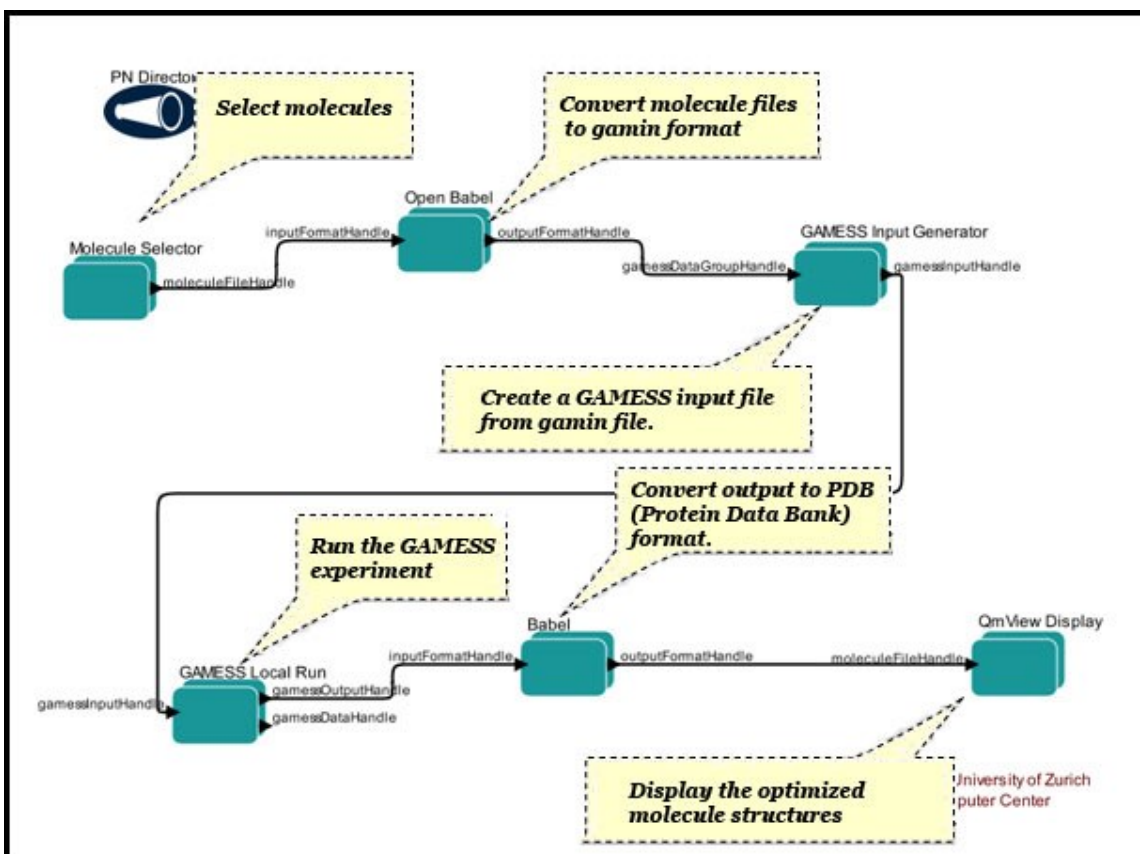 PN Director
Select molecules
Convert molecule files
to gamin format
Open Babel
inputFormatHandle
outputFormatHandle
GAMESS Input Generator
Molecule Selector
moleculeFileHandle
gamessDataGroupHandle
gamessInputHandle
Create a GAMESS input file
from gamin file.
Convert output to PDB
(Protein Data Bank)
format.
Run the GAMESS
experiment
Babel
QmView Display
GAMESS Local Run
inputFormatHandle
outputFormatHandle
moleculeFileHandle
gamessInputHandle
gamessOutputHandle
gamessDataHandle
Display the optimized
molecule structures
University of Zurich
puter Center